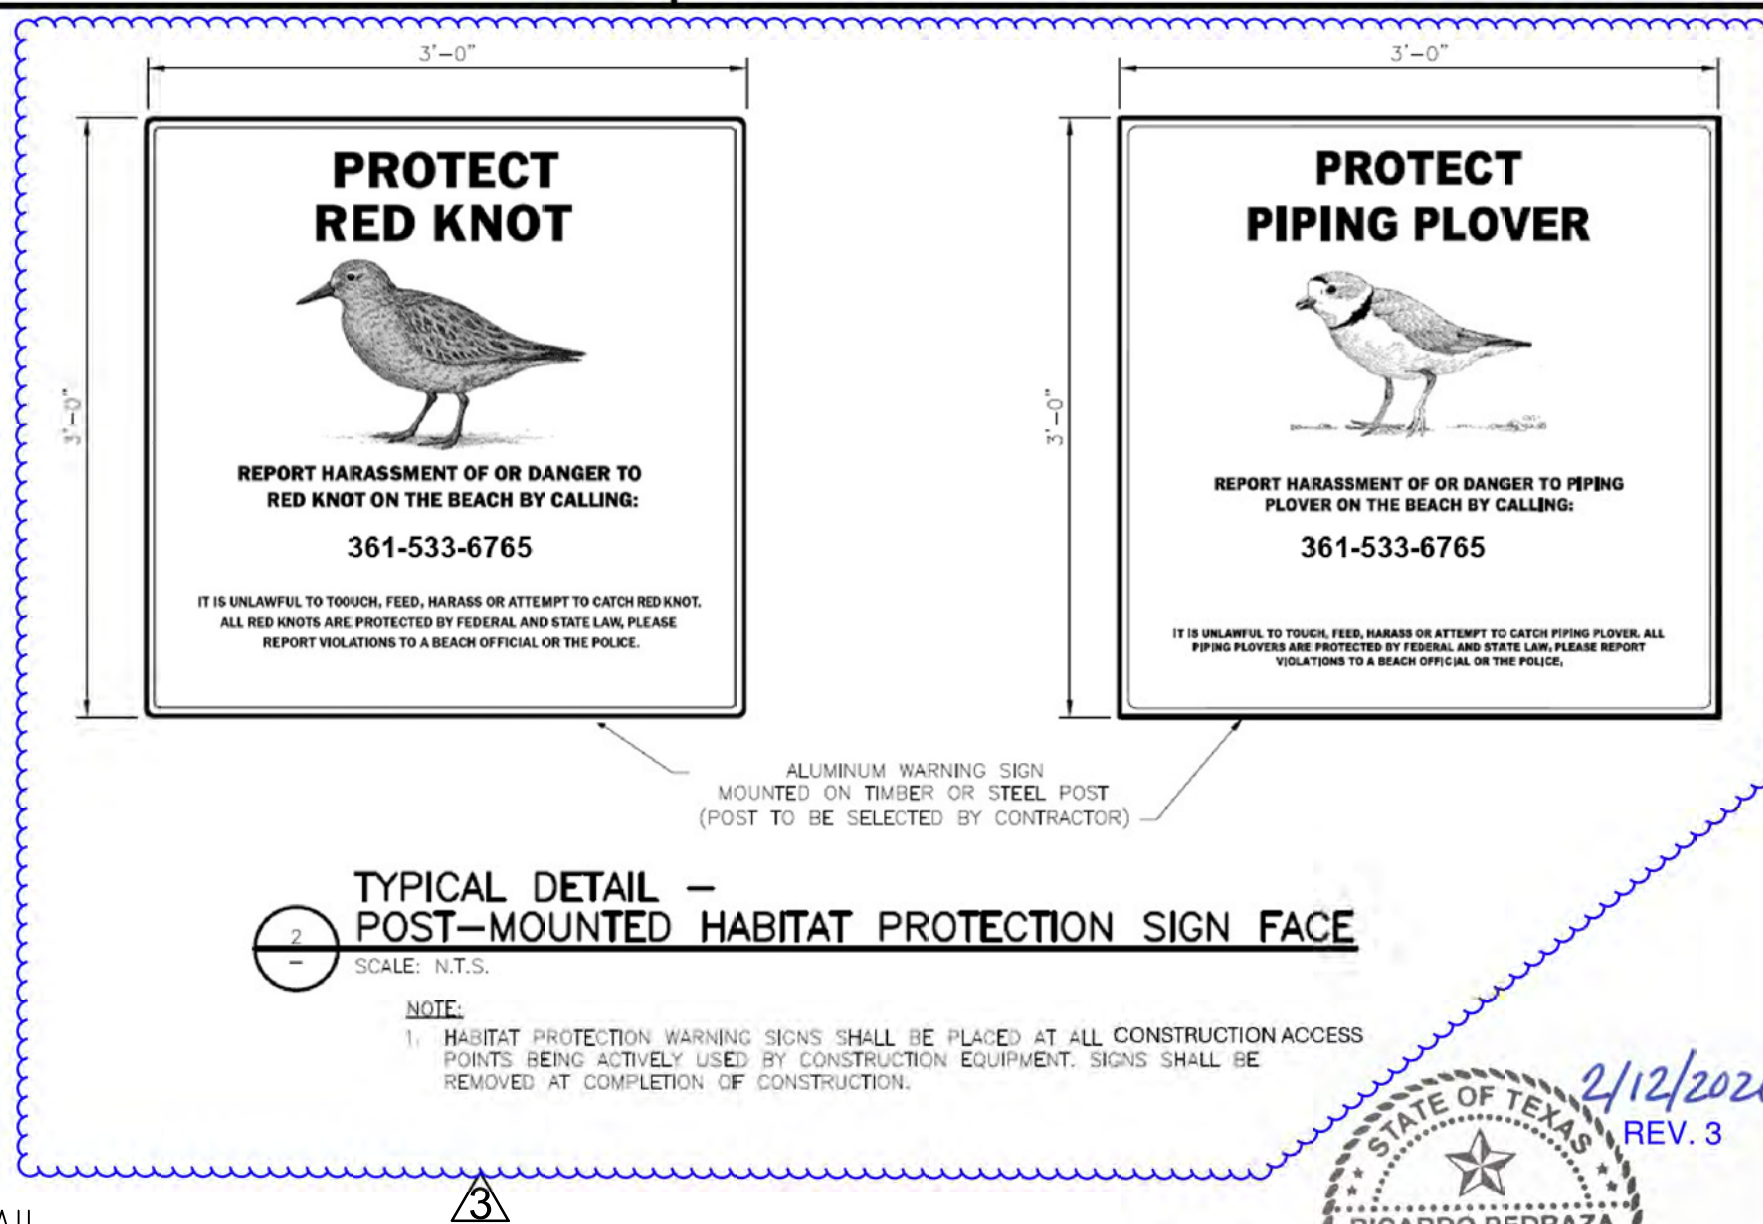 3'-0"
3'-0"
3'-0"
PROTECT
RED KNOT
REPORT HARASSMENT OF OR DANGER TO
RED KNOT ON THE BEACH BY CALLING:
361-533-6765
IT IS UNLAWFUL TO TOOUCH, FEED, HARASS OR ATTEMPT TO CATCH RED KNOT.
ALL RED KNOTS ARE PROTECTED BY FEDERAL AND STATE LAW, PLEASE
REPORT VIOLATIONS TO A BEACH OFFICIAL OR THE POLICE.
3'-0"
PROTECT
PIPING PLOVER
REPORT HARASSMENT OF OR DANGER TO PIPING
PLOVER ON THE BEACH BY CALLING:
361-533-6765
IT IS UNLAWFUL TO TOUCH, FEED, HARASS OR ATTEMPT TO CATCH PIPING PLOVER. ALL
PIPING PLOVERS ARE PROTECTED BY FEDERAL AND STATE LAW, PLEASE REPORT
VIOLATIONS TO A BEACH OFFICIAL OR THE POLICE,
ALUMINUM WARNING SIGN
MOUNTED ON TIMBER OR STEEL POST
(POST TO BE SELECTED BY CONTRACTOR)
2
–
TYPICAL DETAIL –
POST–MOUNTED HABITAT PROTECTION SIGN FACE
SCALE: N.T.S.
NOTE:
1. HABITAT PROTECTION WARNING SIGNS SHALL BE PLACED AT ALL CONSTRUCTION ACCESS
POINTS BEING ACTIVELY USED BY CONSTRUCTION EQUIPMENT. SIGNS SHALL BE
REMOVED AT COMPLETION OF CONSTRUCTION.
2/12/202
REV. 3
STATE OF TEXAS
RICARDO PEDRAZA
3